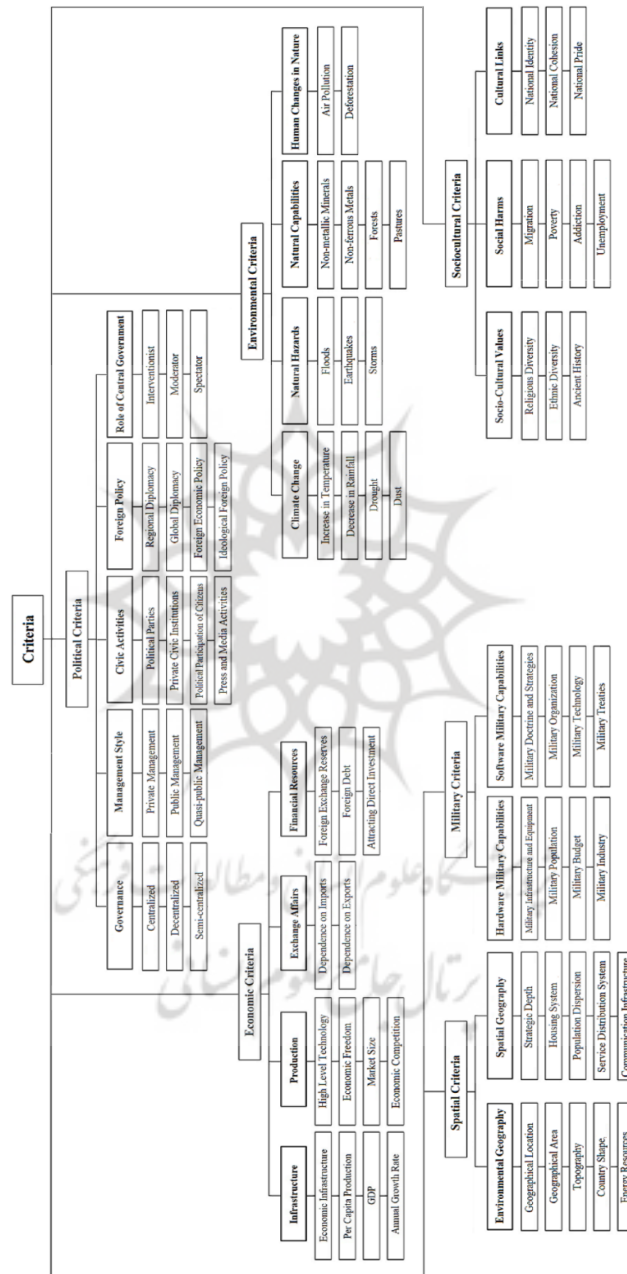 Criteria
Political Criteria
Governance
Centralized
Decentralized
Semi-centralized
Management Style
Private Management
Public Management
Quasi-public Management
Civic Activities
Political Parties
Private Civic Institutions
Political Participation of Citizens
Press and Media Activities
Foreign Policy
Regional Diplomacy
Global Diplomacy
Foreign Economic Policy
Ideological Foreign Policy
Role of Central Government
Interventionist
Moderator
Spectator
Economic Criteria
Infrastructure
Economic Infrastructure
Per Capita Production
GDP
Annual Growth Rate
Production
High Level Technology
Economic Freedom
Market Size
Economic Competition
Exchange Affairs
Dependence on Imports
Dependence on Exports
Financial Resources
Foreign Exchange Reserves
Foreign Debt
Attracting Direct Investment
Environmental Criteria
Climate Change
Increase in Temperature
Decrease in Rainfall
Drought
Dust
Natural Hazards
Floods
Earthquakes
Storms
Natural Capabilities
Non-metallic Minerals
Non-ferrous Metals
Forests
Pastures
Human Changes in Nature
Air Pollution
Deforestation
Spatial Criteria
Environmental Geography
Geographical Location
Geographical Area
Topography
Country Shape.
Energy Resources
Spatial Geography
Strategic Depth
Housing System
Population Dispersion
Service Distribution System
Communication Infrastructure
Military Criteria
Hardware Military Capabilities
Military Infrastructure and Equipment
Military Population
Military Budget
Military Industry
Software Military Capabilities
Military Doctrine and Strategies
Military Organization
Military Technology
Military Treaties
Sociocultural Criteria
Socio-Cultural Values
Religious Diversity
Ethnic Diversity
Ancient History
Social Harms
Migration
Poverty
Addiction
Unemployment
Cultural Links
National Identity
National Cohesion
National Pride
پژوهشگاه علوم انسانی و مطالعات فرهنگی
پرتال جامع علوم انسانی